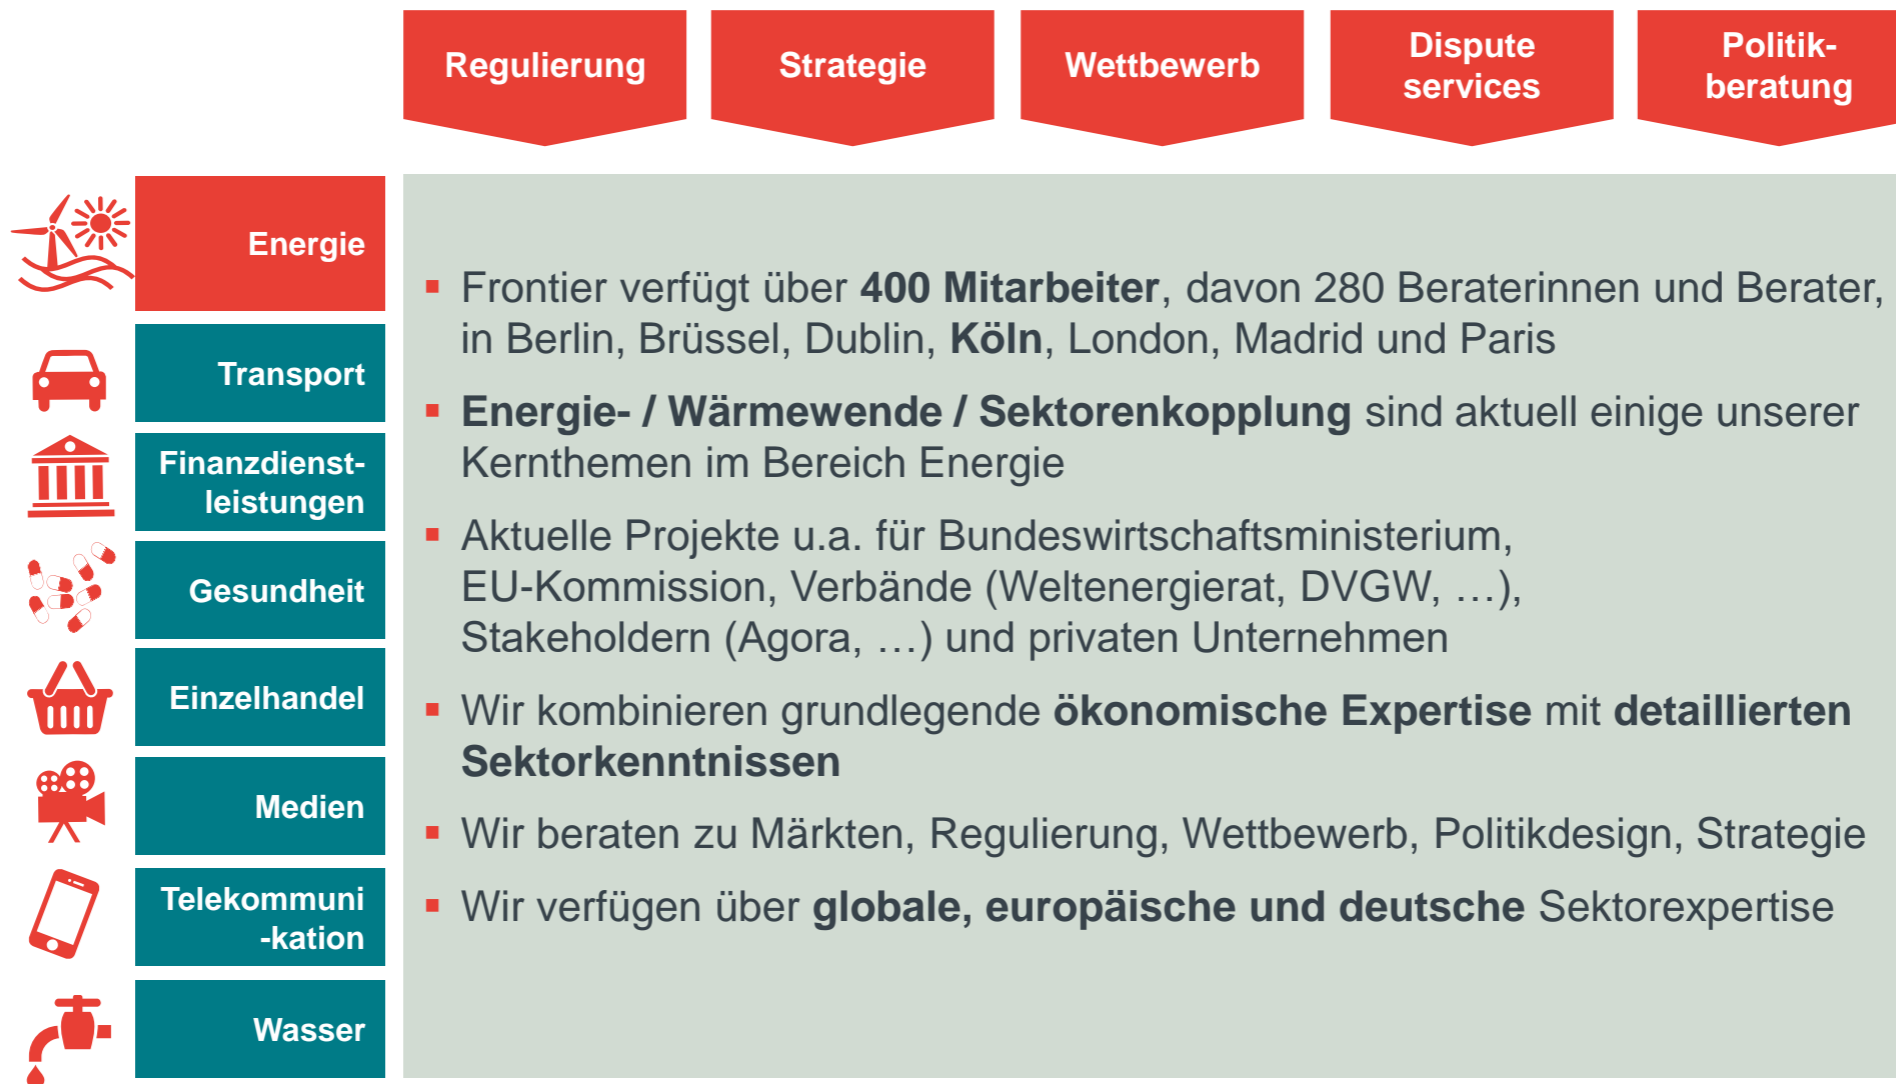 Regulierung
Strategie
Wettbewerb
Dispute
services
Politik-
beratung
Energie
Transport
Finanzdienst-
leistungen
Gesundheit
Einzelhandel
Medien
Telekommuni
-kation
Wasser
▪ Frontier verfügt über 400 Mitarbeiter, davon 280 Beraterinnen und Berater,
in Berlin, Brüssel, Dublin, Köln, London, Madrid und Paris
▪ Energie- / Wärmewende / Sektorenkopplung sind aktuell einige unserer
Kernthemen im Bereich Energie
▪ Aktuelle Projekte u.a. für Bundeswirtschaftsministerium,
EU-Kommission, Verbände (Weltenergierat, DVGW, …),
Stakeholdern (Agora, …) und privaten Unternehmen
▪ Wir kombinieren grundlegende ökonomische Expertise mit detaillierten
Sektorkenntnissen
▪ Wir beraten zu Märkten, Regulierung, Wettbewerb, Politikdesign, Strategie
▪ Wir verfügen über globale, europäische und deutsche Sektorexpertise